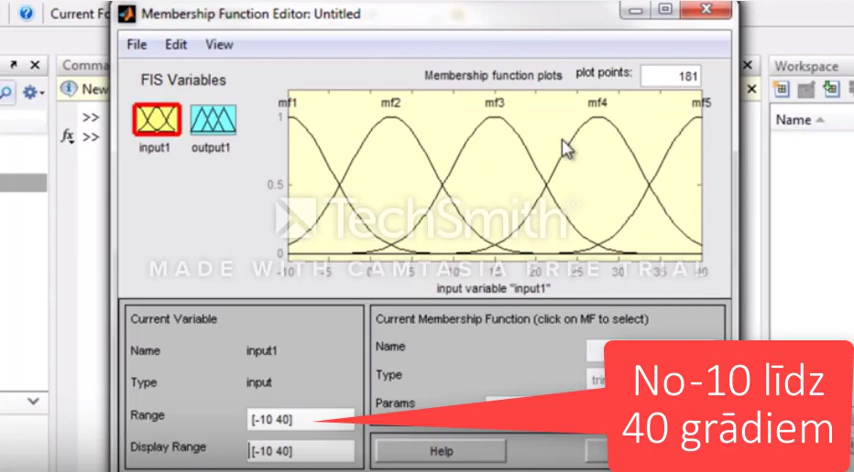 Current Fo
Membership Function Editor: Untitled
File Edit View
Comma
Workspace
New
Name
>>
fx >>
FIS Variables
Membership function plots plot points: 181
input1 output1
mf1 mf2 mf3 mf4 mf5
1
0.5
0
-10 -5 0 5 10 15 20 25 30 35 40
input variable "input1"
TechSmith
MADE WITH CAMTASIA FREE TRIAL
Current Variable
Name input1
Type input
Range [-10 40]
Display Range [-10 40]
Current Membership Function (click on MF to select)
Name
Type
Params
Help
No-10 līdz
40 grādiem